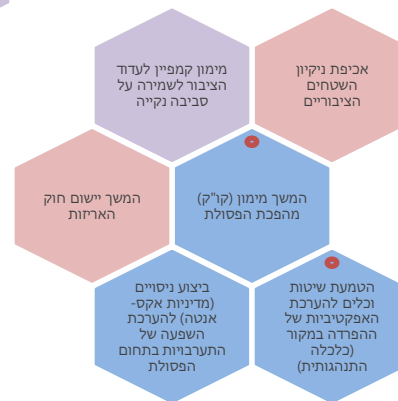 מימון קמפיין לעדוד
הציבור לשמירה על
סביבה נקייה
אכיפת ניקיון
השטחים
הציבוריים
-
המשך מימון (קו"ק)
מהפכת הפסולת
המשך יישום חוק
האריזות
-
הטמעת שיטות
וכלים להערכת
האפקטיביות של
ההפרדה במקור
(כלכלה
התנהגותית)
ביצוע ניסויים
(מדיניות אקס-
אנטה) להערכת
השפעה של
התערבויות בתחום
הפסולת